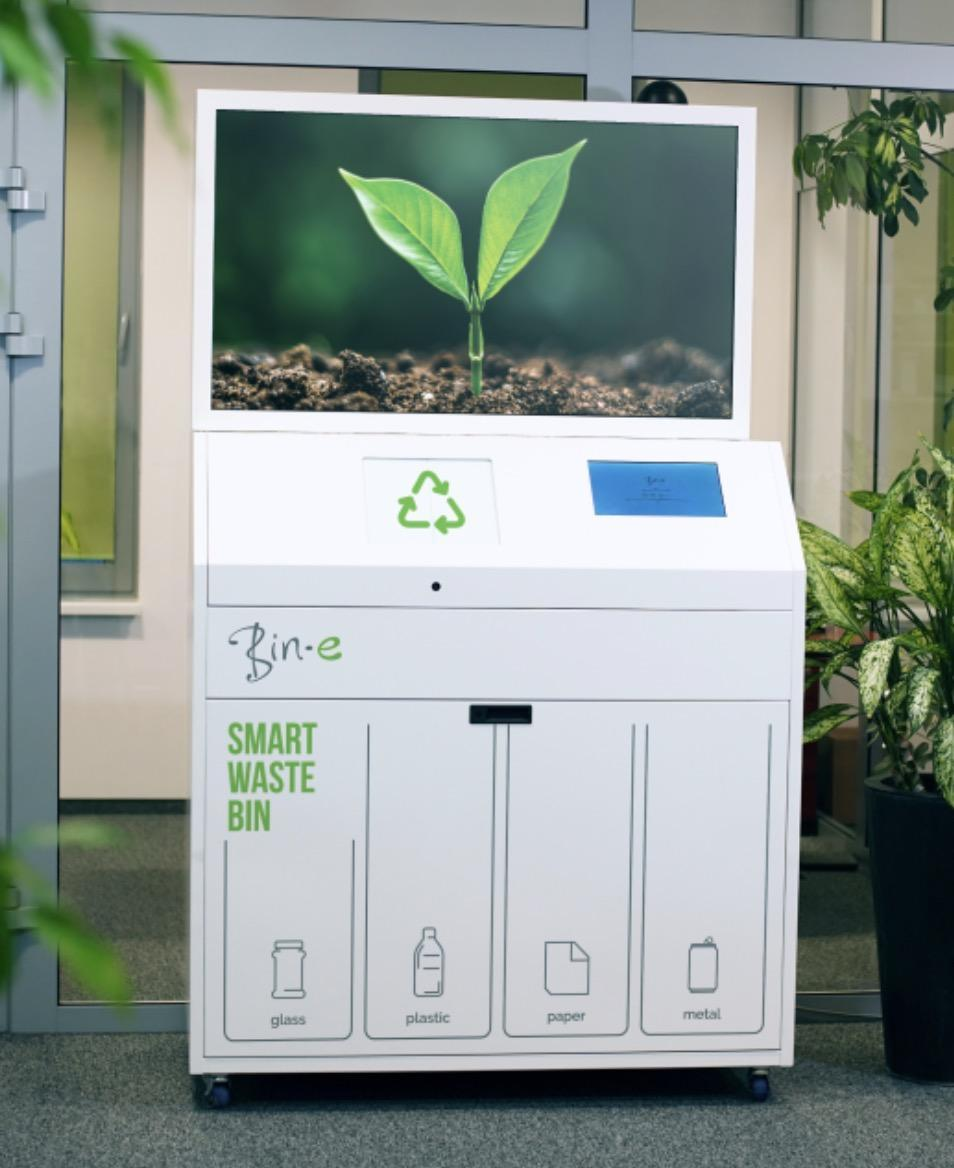 Bin-e
SMART
WASTE
BIN
glass
plastic
paper
metal